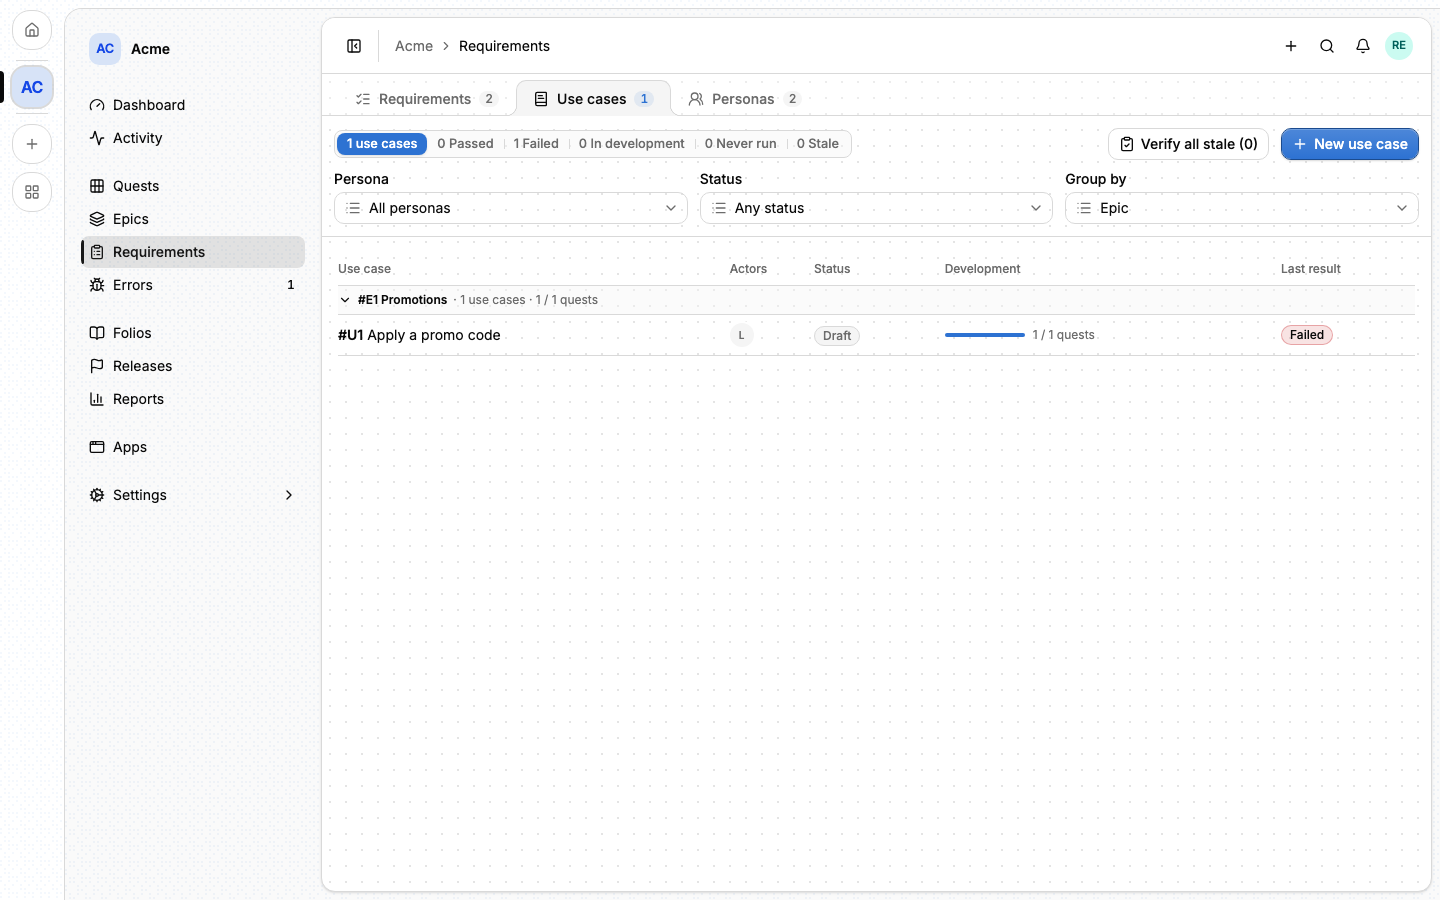 AC Acme
Acme > Requirements
RE
AC
Dashboard
Activity
Quests
Epics
Requirements
Errors 1
Folios
Releases
Reports
Apps
Settings
Requirements 2 Use cases 1 Personas 2
1 use cases 0 Passed 1 Failed 0 In development 0 Never run 0 Stale
Verify all stale (0) New use case
Persona Status Group by
All personas Any status Epic
Use case Actors Status Development Last result
#E1 Promotions · 1 use cases · 1 / 1 quests
#U1 Apply a promo code L Draft 1 / 1 quests Failed